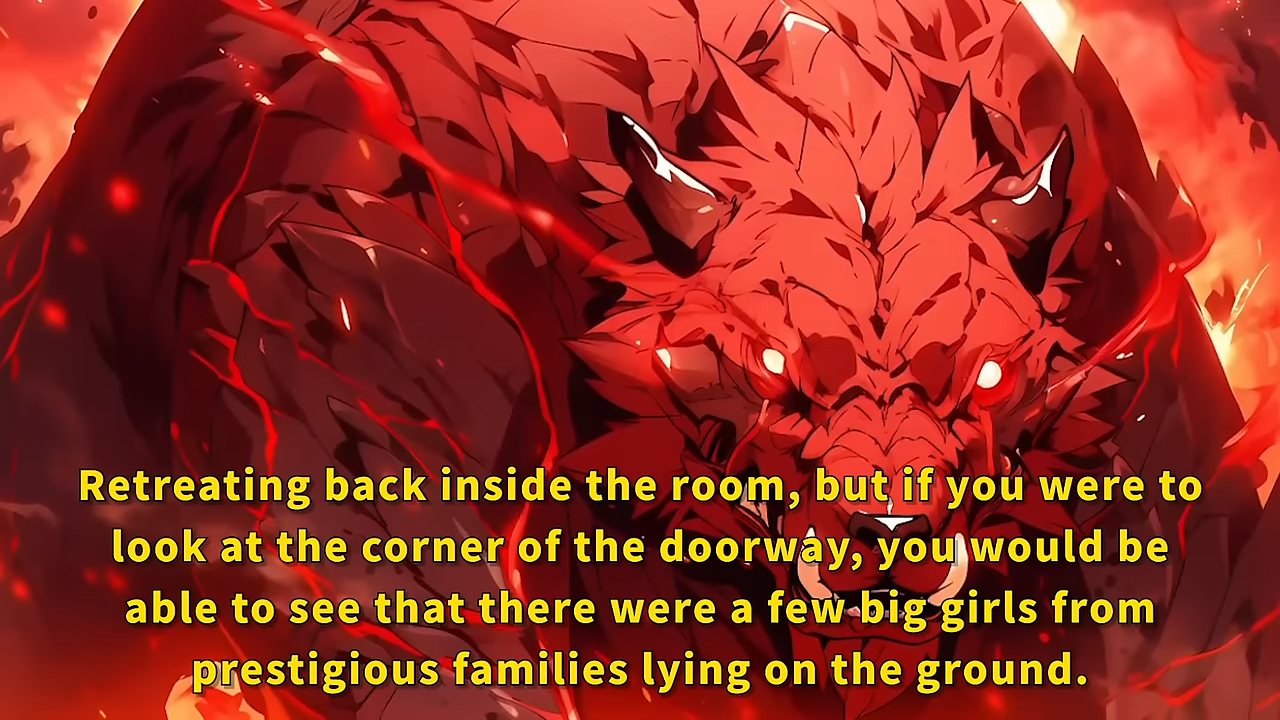 Retreating back inside the room, but if you were to
look at the corner of the doorway, you would be
able to see that there were a few big girls from
prestigious families lying on the ground.